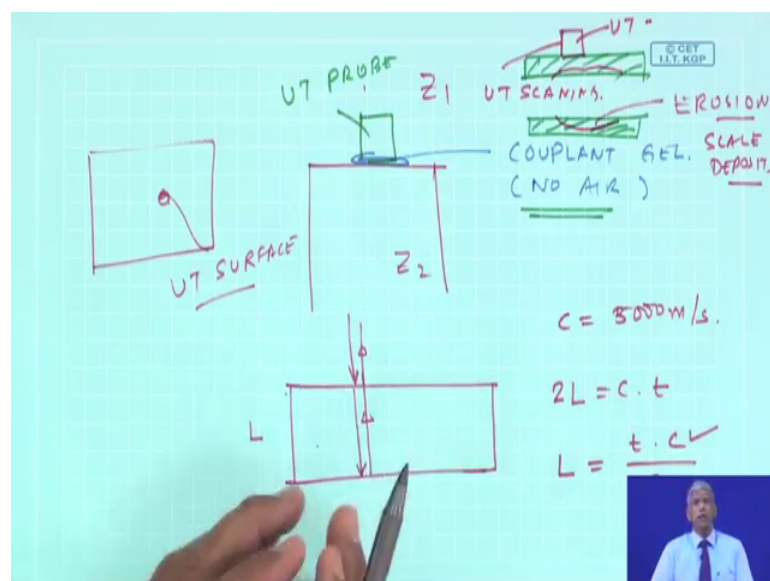 UT
© CET
I.I.T. KGP
UT PROBE
Z1
UT SCANING.
EROSION
SCALE
DEPOSIT
COUPLANT GEL.
(NO AIR)
UT SURFACE
Z2
C = 5000 m/s.
2L = C.t
L
L = t.C